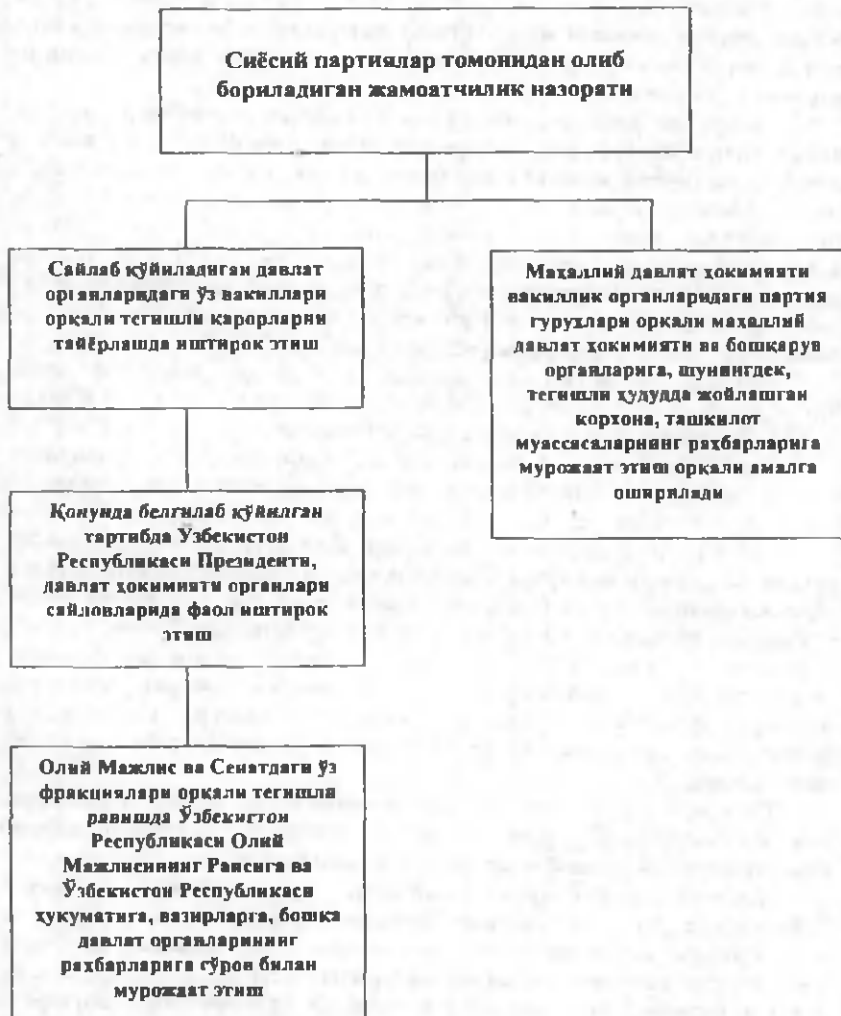 Сиёсий партиялар томонидан олиб
бориладиган жамоатчилик назорати
Сайлаб қўйиладиган давлат
органларидаги ўз вакиллари
орқали тегишли қарорларни
тайёрлашда иштирок этиш
Маҳаллий давлат ҳокимияти
вакиллик органларидаги партия
гуруҳлари орқали маҳаллий
давлат ҳокимияти ва бошқарув
органларига, шунингдек,
тегишли ҳудудда жойлашган
корхона, ташкилот
муассасаларнинг раҳбарларига
мурожаат этиш орқали амалга
оширилади
Қонунда белгилаб қўйилган
тартибда Ўзбекистон
Республикаси Президенти,
давлат ҳокимияти органлари
сайловларида фаол иштирок
этиш
Олий Мажлис ва Сенатдаги ўз
фракциялари орқали тегишла
равишда Ўзбекистон
Республикаси Олий
Мажлисининг Раисига ва
Ўзбекистон Республикаси
ҳукуматига, вазирларга, бошқа
давлат органларининг
раҳбарларига сўров билан
мурожаат этиш